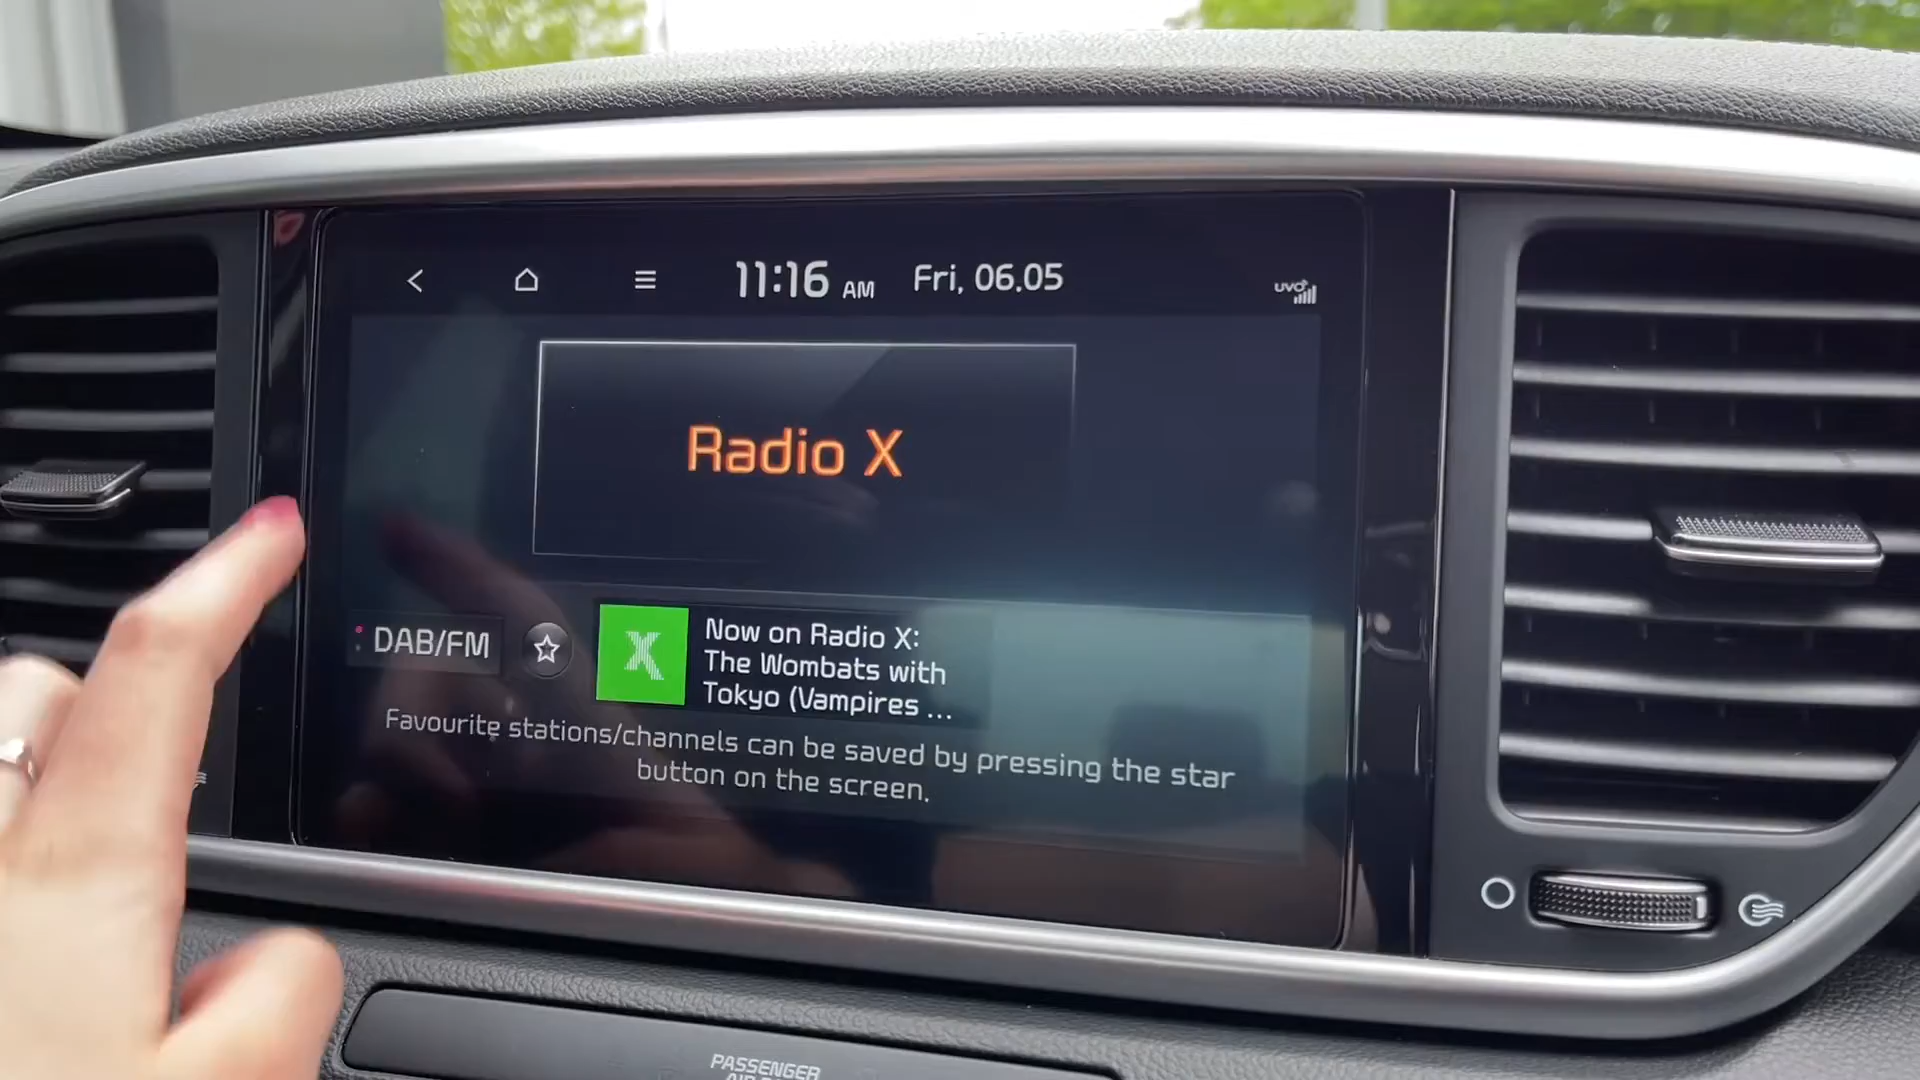 11:16 AM Fri, 06.05
UVO
Radio X
DAB/FM
X
Now on Radio X:
The Wombats with
Tokyo (Vampires ...
Favourite stations/channels can be saved by pressing the star
button on the screen.
PASSENGER